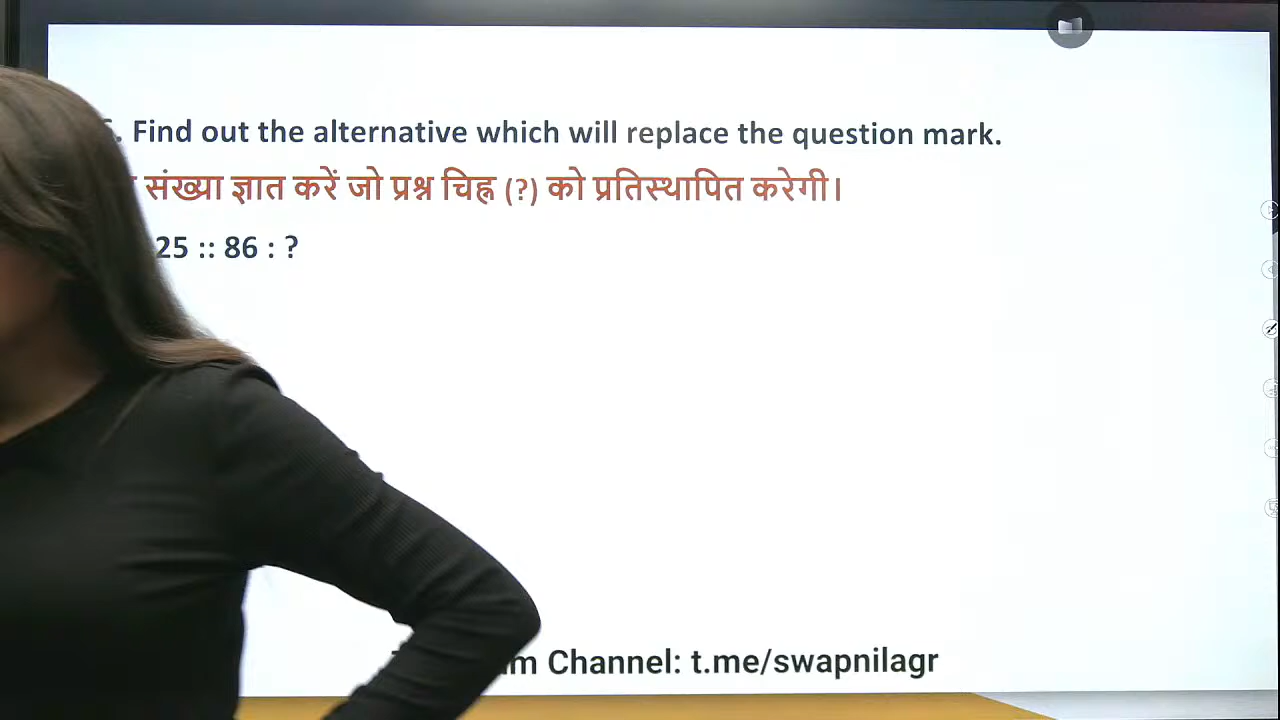 . Find out the alternative which will replace the question mark.
संख्या ज्ञात करें जो प्रश्न चिह्न (?) को प्रतिस्थापित करेगी।
25 :: 86 : ?
Channel: t.me/swapnilagr